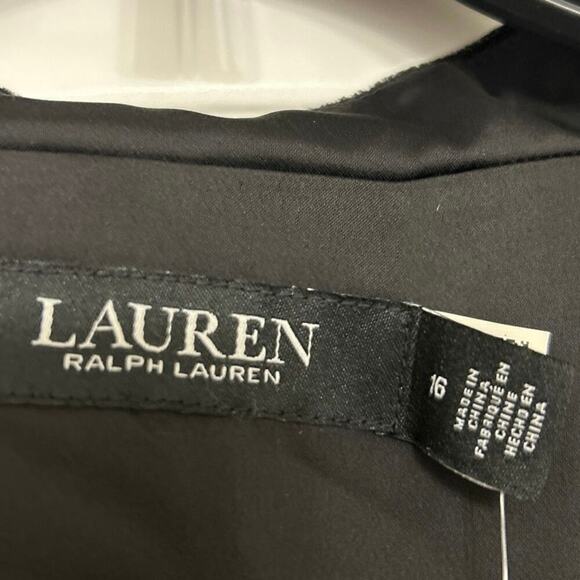 LAUREN
RALPH LAUREN
16
MADE IN
CHINA
FABRIQUÉ EN
CHINE
HECHO EN
CHINA